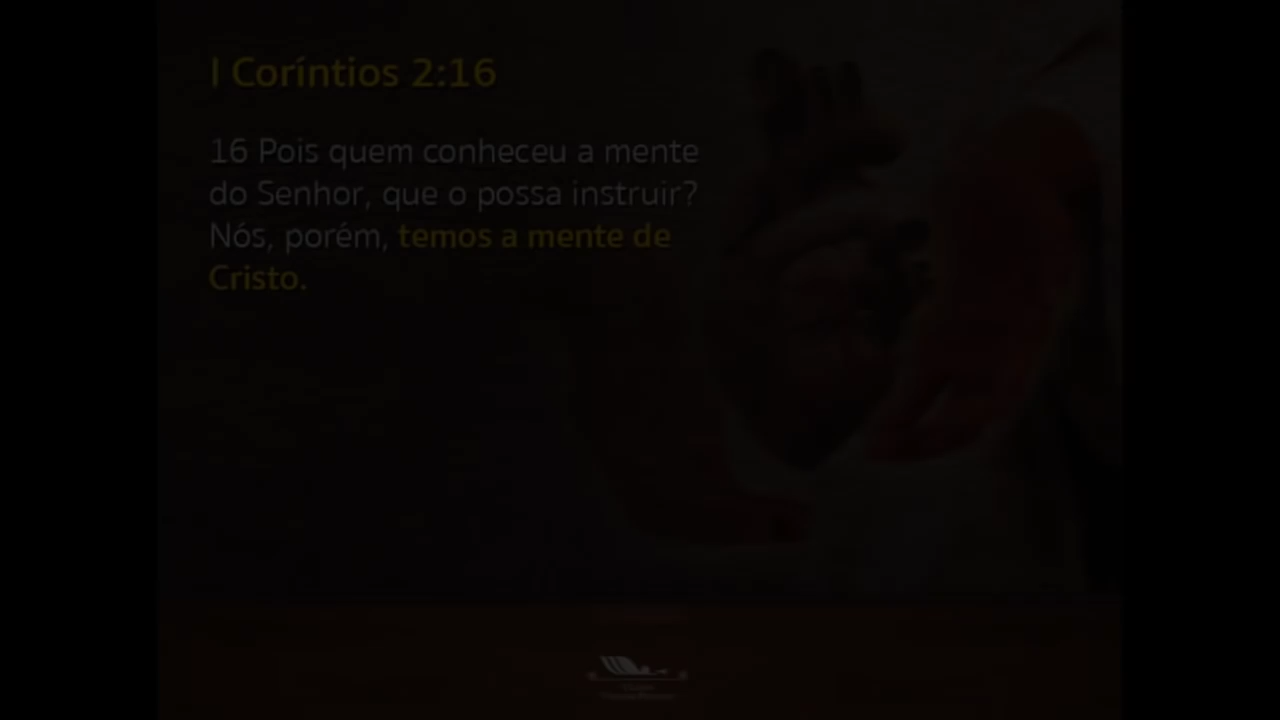 I Coríntios 2:16
16 Pois quem conheceu a mente
do Senhor, que o possa instruir?
Nós, porém, temos a mente de
Cristo.